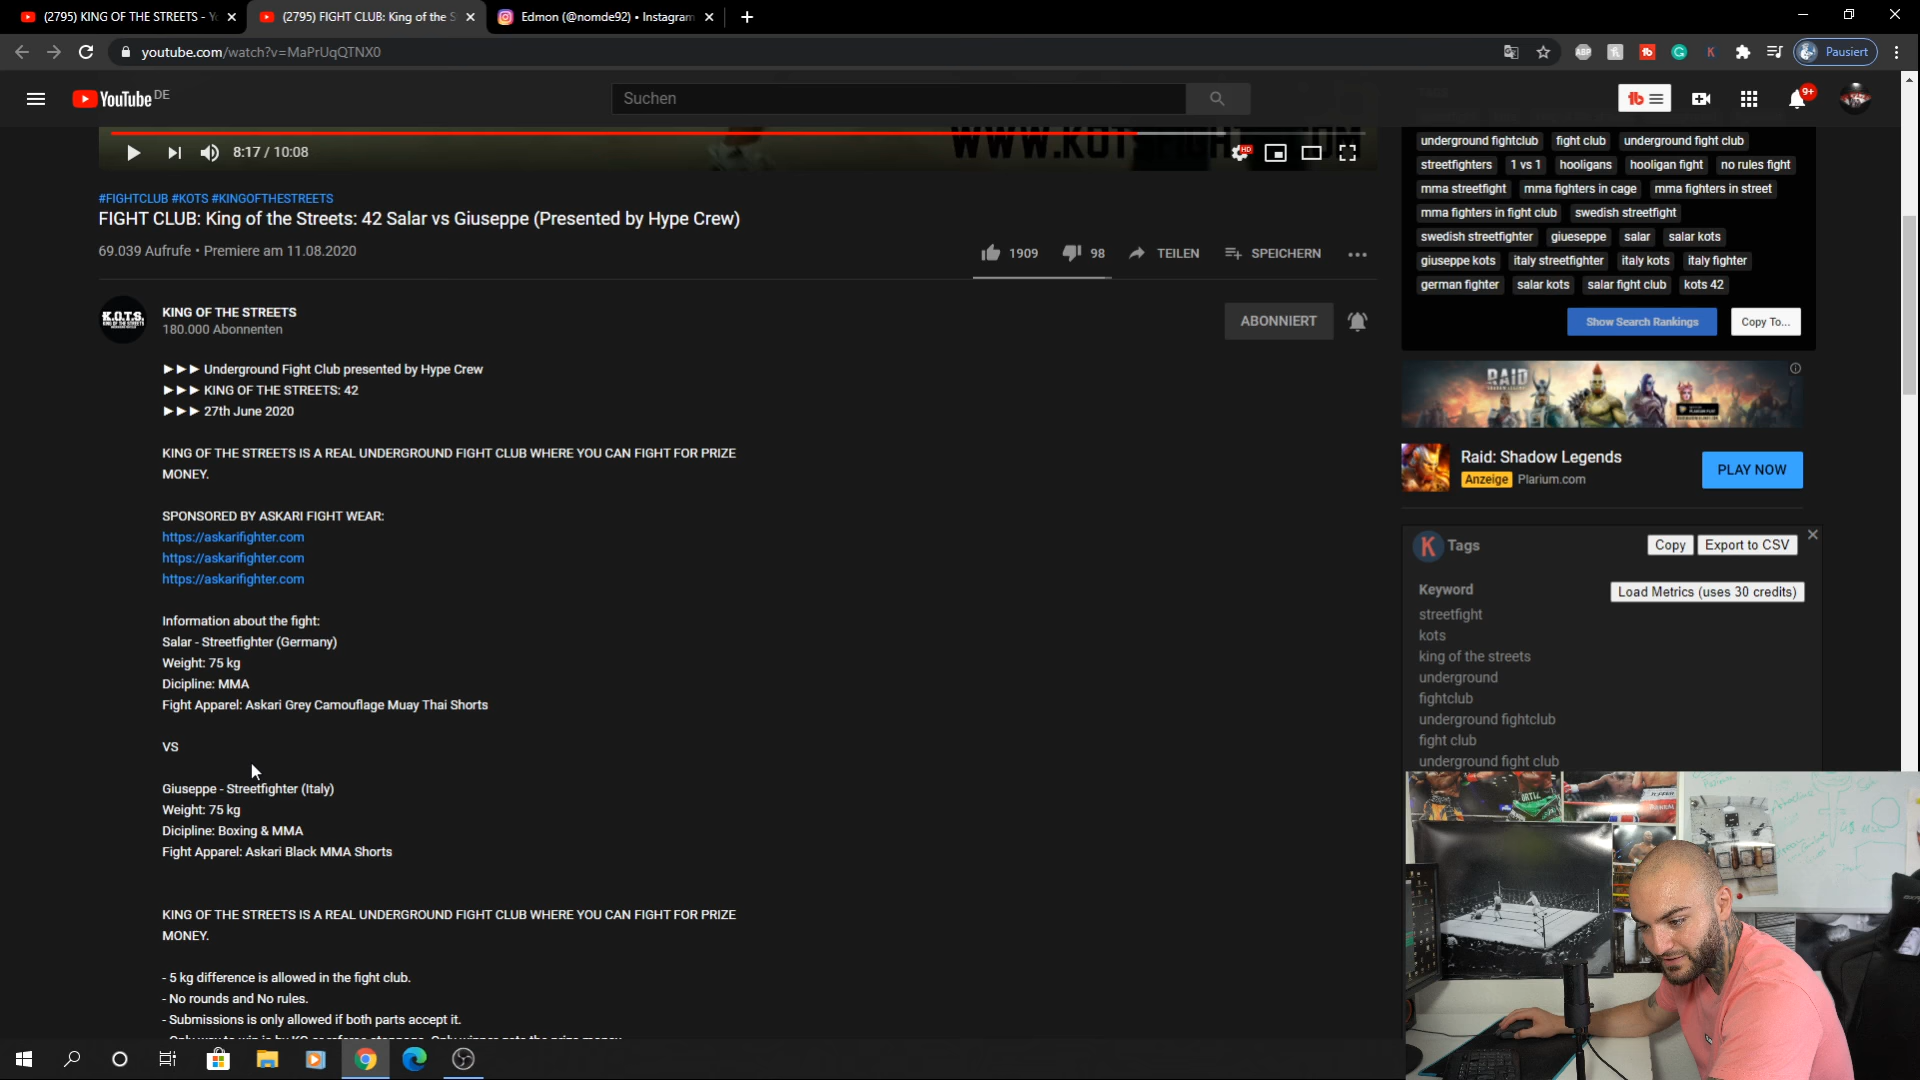 (2795) KING OF THE STREETS - Y
(2795) FIGHT CLUB: King of the S
Edmon (@nomde92) • Instagram
youtube.com/watch?v=MaPrUqQTNX0
ABP
Pausiert
YouTube DE
Suchen
9+
8:17 / 10:08
HD
#FIGHTCLUB #KOTS #KINGOFTHESTREETS
FIGHT CLUB: King of the Streets: 42 Salar vs Giuseppe (Presented by Hype Crew)
69.039 Aufrufe • Premiere am 11.08.2020
1909
98
TEILEN
SPEICHERN
K.O.T.S.
KING OF THE STREETS
180.000 Abonnenten
ABONNIERT
►►► Underground Fight Club presented by Hype Crew
►►► KING OF THE STREETS: 42
►►► 27th June 2020
KING OF THE STREETS IS A REAL UNDERGROUND FIGHT CLUB WHERE YOU CAN FIGHT FOR PRIZE
MONEY.
SPONSORED BY ASKARI FIGHT WEAR:
https://askarifighter.com
https://askarifighter.com
https://askarifighter.com
Information about the fight:
Salar - Streetfighter (Germany)
Weight: 75 kg
Dicipline: MMA
Fight Apparel: Askari Grey Camouflage Muay Thai Shorts
VS
Giuseppe - Streetfighter (Italy)
Weight: 75 kg
Dicipline: Boxing & MMA
Fight Apparel: Askari Black MMA Shorts
KING OF THE STREETS IS A REAL UNDERGROUND FIGHT CLUB WHERE YOU CAN FIGHT FOR PRIZE
MONEY.
- 5 kg difference is allowed in the fight club.
- No rounds and No rules.
- Submissions is only allowed if both parts accept it.
underground fightclub fight club underground fight club
streetfighters 1 vs 1 hooligans hooligan fight no rules fight
mma streetfight mma fighters in cage mma fighters in street
mma fighters in fight club swedish streetfight
swedish streetfighter giueseppe salar salar kots
giuseppe kots italy streetfighter italy kots italy fighter
german fighter salar kots salar fight club kots 42
Show Search Rankings
Copy To...
RAID
Raid: Shadow Legends
Anzeige Plarium.com
PLAY NOW
K Tags
Copy
Export to CSV
Keyword
Load Metrics (uses 30 credits)
streetfight
kots
king of the streets
underground
fightclub
underground fightclub
fight club
underground fight club
ORTIZ